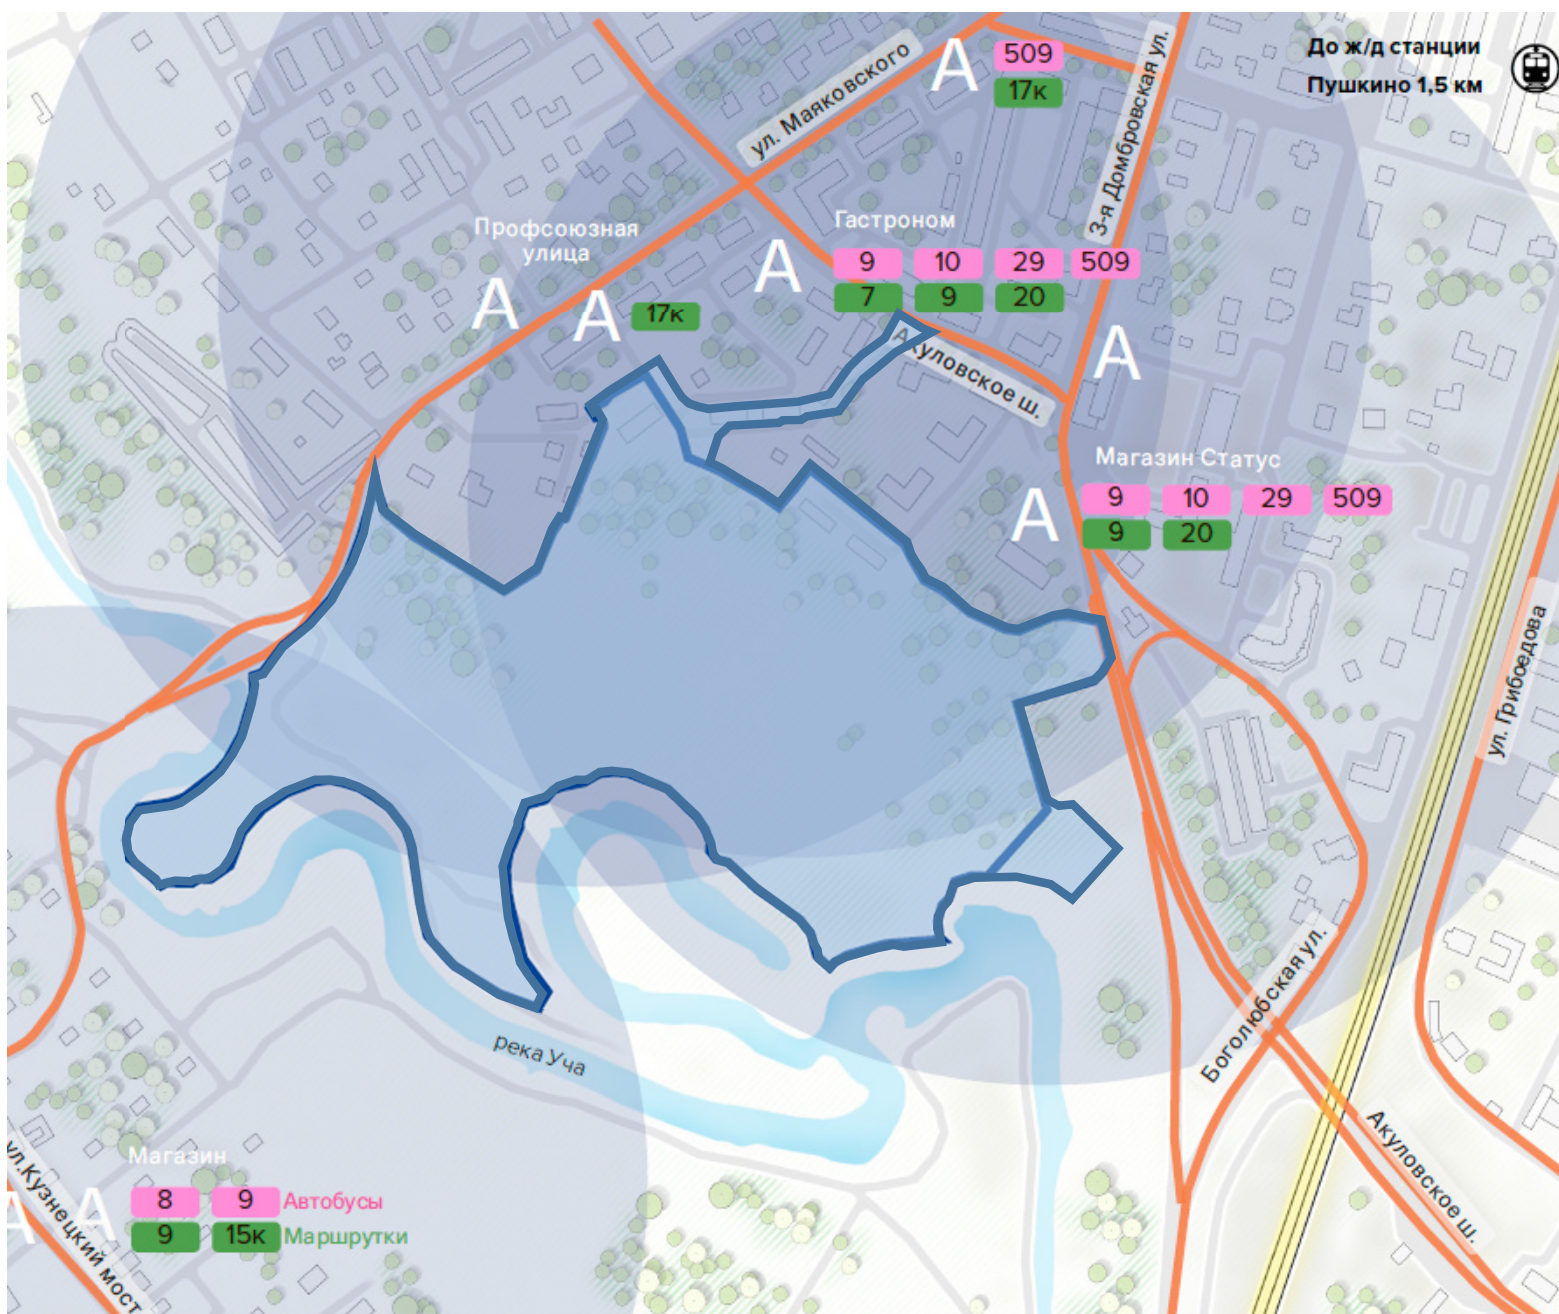 До ж/д станции
Пушкино 1,5 км
А
509
17к
ул. Маяковского
3-я Домбровская ул.
Профсоюзная
улица
А
А
17к
Гастроном
А
9 10 29 509
7 9 20
Акуловское ш.
А
Магазин Статус
А
9 10 29 509
9 20
ул. Грибоедова
Боголюбская ул.
река Уча
Акуловское ш.
Магазин
А
А
8 9 Автобусы
9 15к Маршрутки
ул.Кузнецкий мост